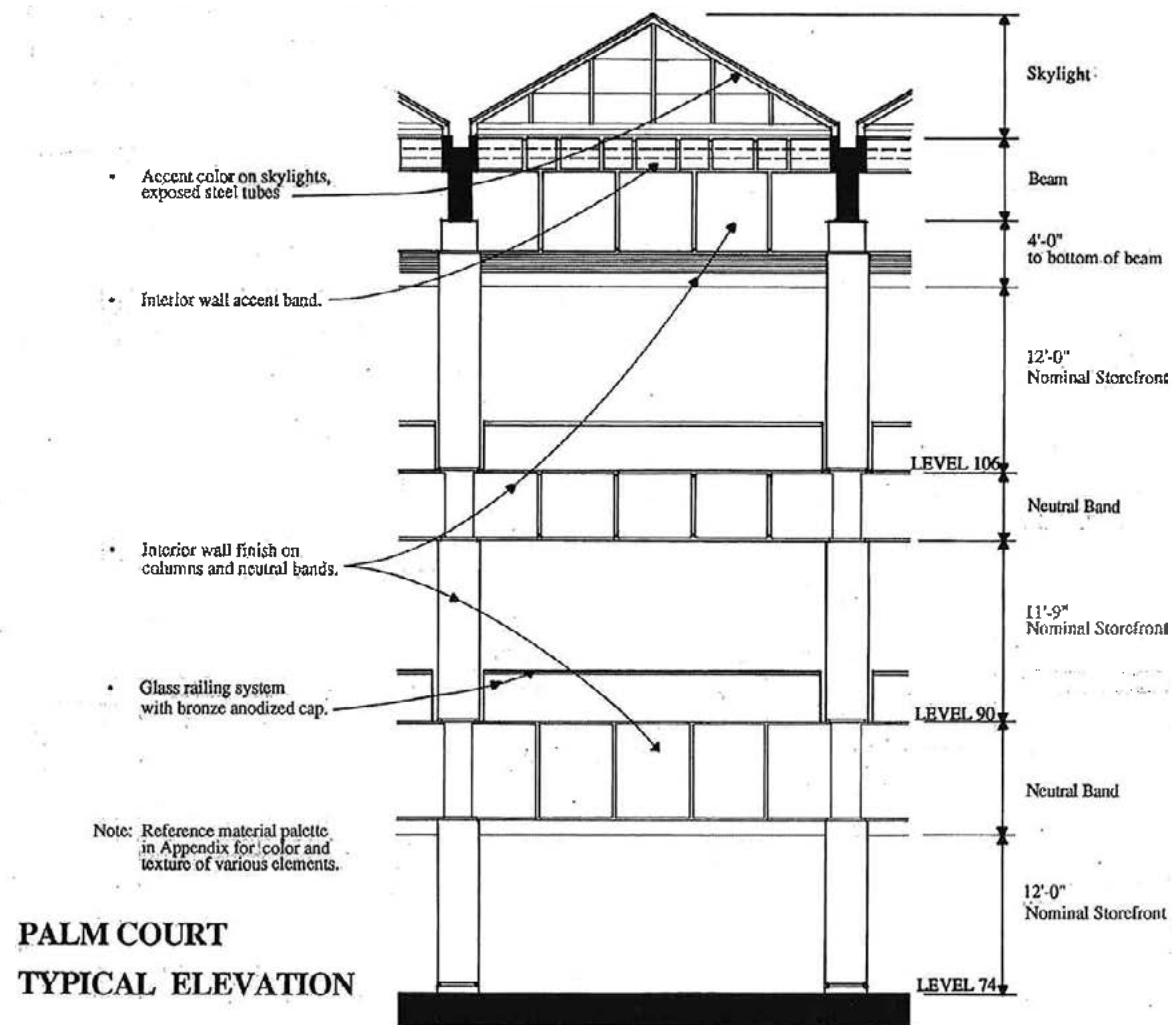 Skylight
• Accent color on skylights,
exposed steel tubes
Beam
4'-0"
to bottom of beam
• Interior wall accent band.
12'-0"
Nominal Storefront
LEVEL 106
Neutral Band
• Interior wall finish on
columns and neutral bands.
11'-9"
Nominal Storefront
• Glass railing system
with bronze anodized cap.
LEVEL 90
Neutral Band
Note: Reference material palette
in Appendix for color and
texture of various elements.
12'-0"
Nominal Storefront
PALM COURT
TYPICAL ELEVATION
LEVEL 74